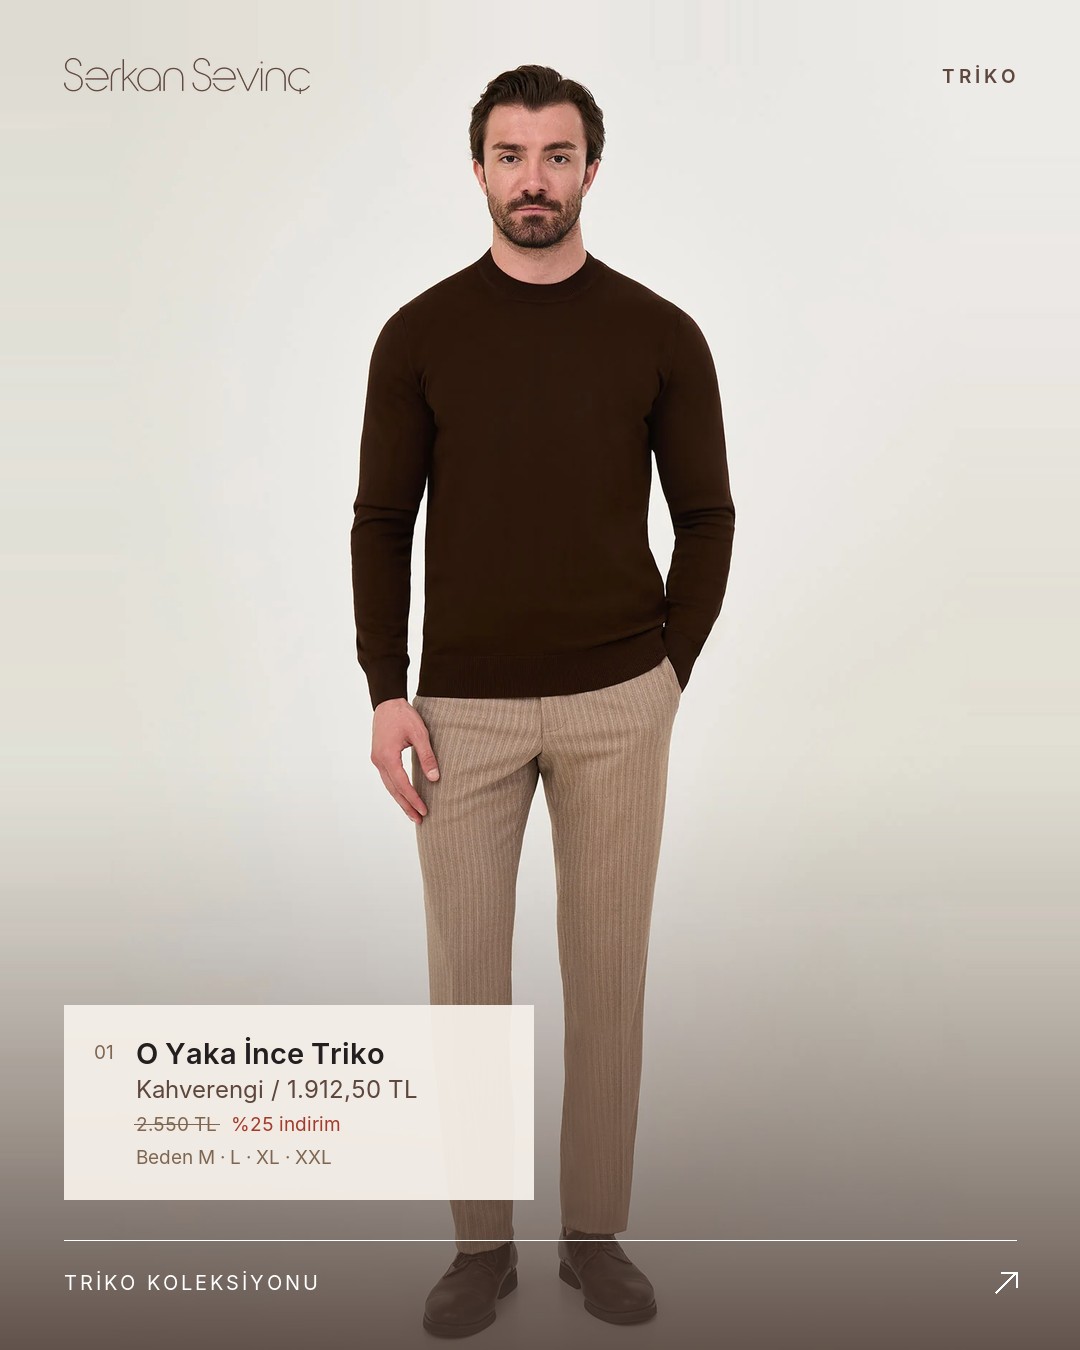 Serkan Sevinç
TRİKO
01
O Yaka İnce Triko
Kahverengi / 1.912,50 TL
2.550 TL %25 indirim
Beden M · L · XL · XXL
TRİKO KOLEKSİYONU